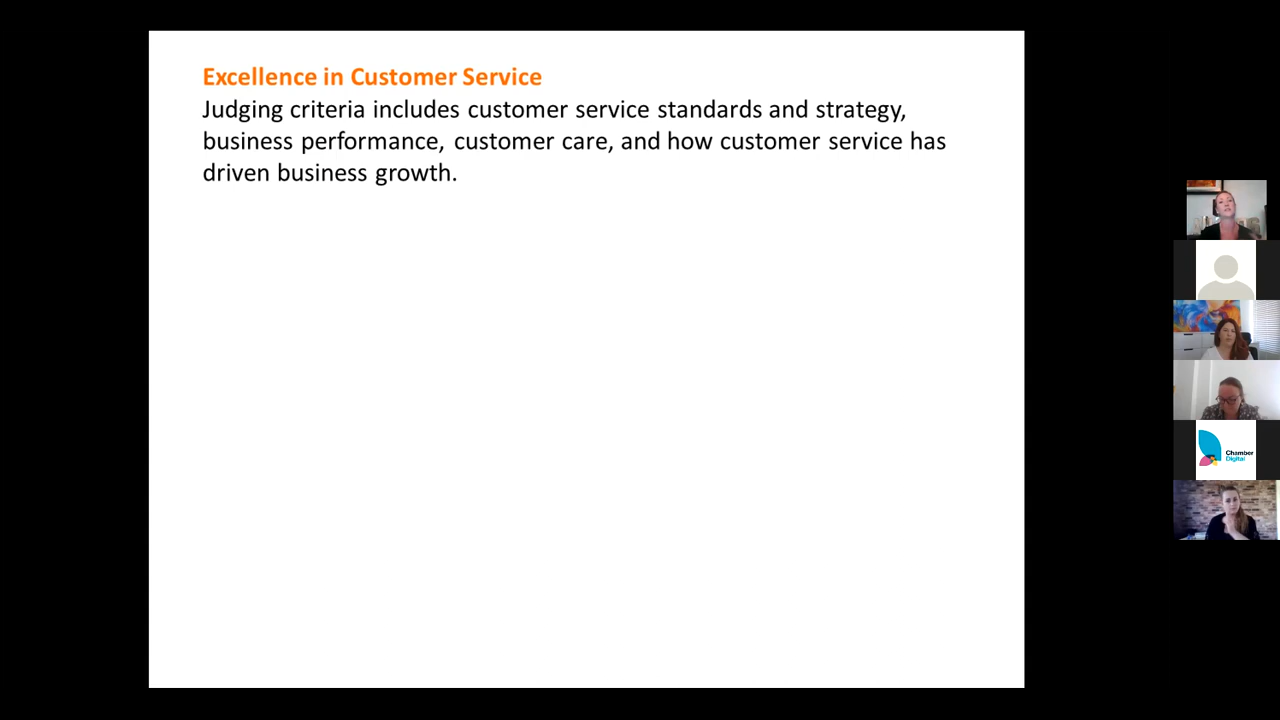 Excellence in Customer Service
Judging criteria includes customer service standards and strategy,
business performance, customer care, and how customer service has
driven business growth.
Chamber
Digital